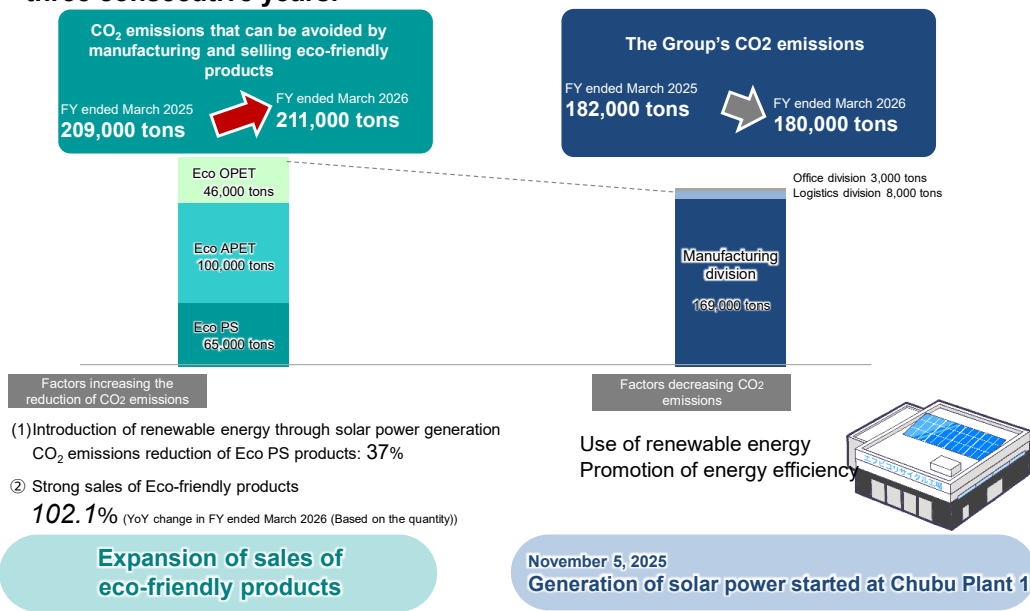 three consecutive years.
CO2 emissions that can be avoided by
manufacturing and selling eco-friendly
products
FY ended March 2025
209,000 tons
FY ended March 2026
211,000 tons
The Group's CO2 emissions
FY ended March 2025
182,000 tons
FY ended March 2026
180,000 tons
Eco OPET
46,000 tons
Eco APET
100,000 tons
Eco PS
65,000 tons
Office division 3,000 tons
Logistics division 8,000 tons
Manufacturing
division
169,000 tons
Factors increasing the
reduction of CO2 emissions
(1)Introduction of renewable energy through solar power generation
CO2 emissions reduction of Eco PS products: 37%
② Strong sales of Eco-friendly products
102.1% (YoY change in FY ended March 2026 (Based on the quantity))
Expansion of sales of
eco-friendly products
Factors decreasing CO2
emissions
Use of renewable energy
Promotion of energy efficiency
November 5, 2025
Generation of solar power started at Chubu Plant 1